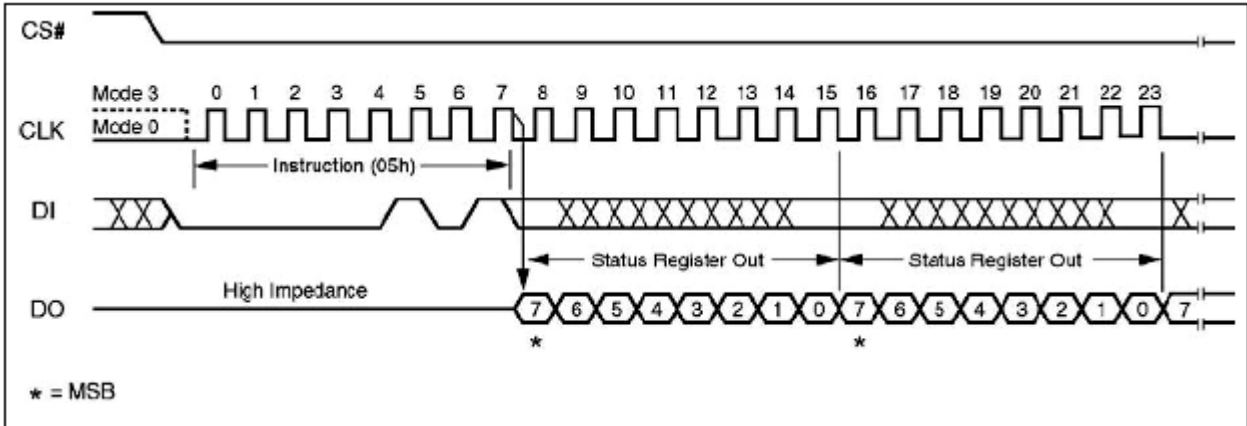 CS#
Mode 3 0 1 2 3 4 5 6 7 8 9 10 11 12 13 14 15 16 17 18 19 20 21 22 23
CLK Mode 0
Instruction (05h)
DI
Status Register Out Status Register Out
High Impedance
DO 7 6 5 4 3 2 1 0 7 6 5 4 3 2 1 0 7
* *
* = MSB